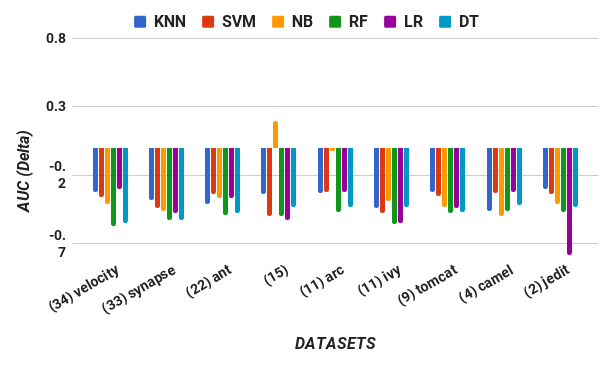 KNN SVM NB RF LR DT
0.8
0.3
-0.
2
-0.
7
AUC (Delta)
(34) velocity (33) synapse (22) ant (15) (11) arc (11) ivy (9) tomcat (4) camel (2) jedit
DATASETS